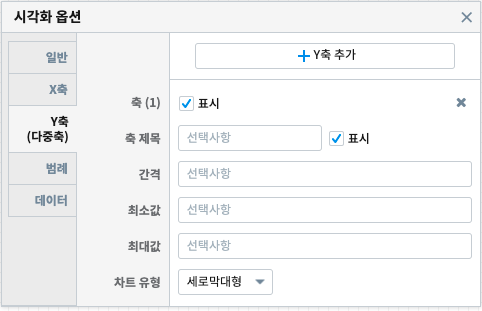 시각화 옵션
일반
X축
Y축
(다중축)
범례
데이터
Y축 추가
축 (1) 표시
축 제목 선택사항 표시
간격 선택사항
최소값 선택사항
최대값 선택사항
차트 유형 세로막대형